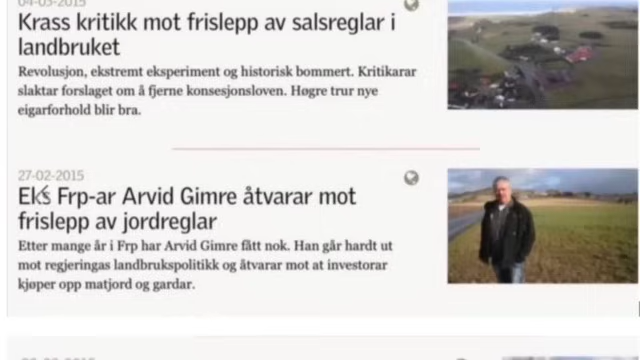 04-03-2015
Krass kritikk mot frislepp av salsreglar i
landbruket
Revolusjon, ekstremt eksperiment og historisk bommert. Kritikarar
slaktar forslaget om å fjerne konsesjonsloven. Høgre trur nye
eigarforhold blir bra.
27-02-2015
Eks Frp-ar Arvid Gimre åtvarar mot
frislepp av jordreglar
Etter mange år i Frp har Arvid Gimre fått nok. Han går hardt ut
mot regjeringas landbrukspolitikk og åtvarar mot at investorar
kjøper opp matjord og gardar.